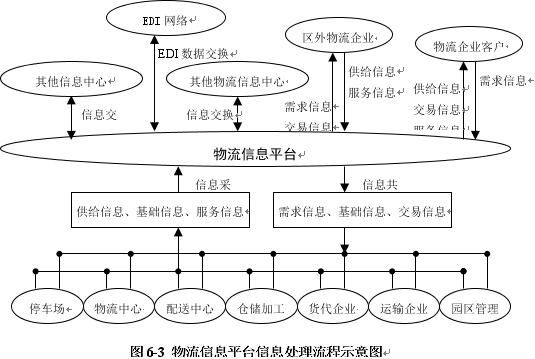 EDI 网络
区外物流企业
物流企业客户
EDI 数据交换
其他信息中心
其他物流信息中心
供给信息
服务信息
供给信息
交易信息
服务信息
需求信息
信息交
信息交换
需求信息
交易信息
物流信息平台
信息采
信息共
供给信息、基础信息、服务信息
需求信息、基础信息、交易信息
停车场
物流中心
配送中心
仓储加工
货代企业
运输企业
园区管理
图 6-3 物流信息平台信息处理流程示意图